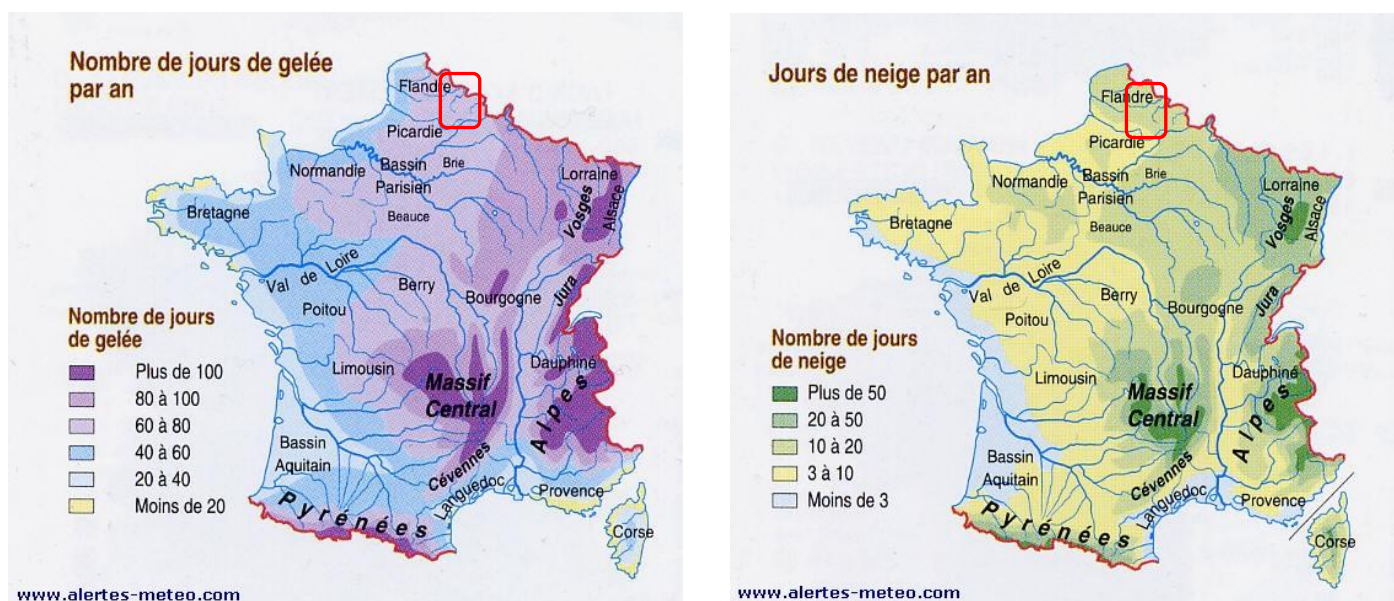 Nombre de jours de gelée
par an
Flandre
Picardie
Normandie
Bassin
Brie
Parisien
Lorraine
Vosges
Alsace
Bretagne
Beauce
Val de Loire
Berry
Bourgogne
Jura
Poitou
Nombre de jours
de gelée
Plus de 100
80 à 100
60 à 80
40 à 60
20 à 40
Moins de 20
Limousin
Massif
Central
Dauphiné
Alpes
Bassin
Aquitain
Cévennes
Languedoc
Provence
Pyrénées
Corse
www.alertes-meteo.com
Jours de neige par an
Flandre
Picardie
Normandie
Bassin
Brie
Parisien
Lorraine
Vosges
Alsace
Bretagne
Beauce
Val de Loire
Berry
Bourgogne
Jura
Poitou
Nombre de jours
de neige
Plus de 50
20 à 50
10 à 20
3 à 10
Moins de 3
Limousin
Massif
Central
Dauphiné
Alpes
Bassin
Aquitain
Cévennes
Languedoc
Provence
Pyrénées
Corse
www.alertes-meteo.com